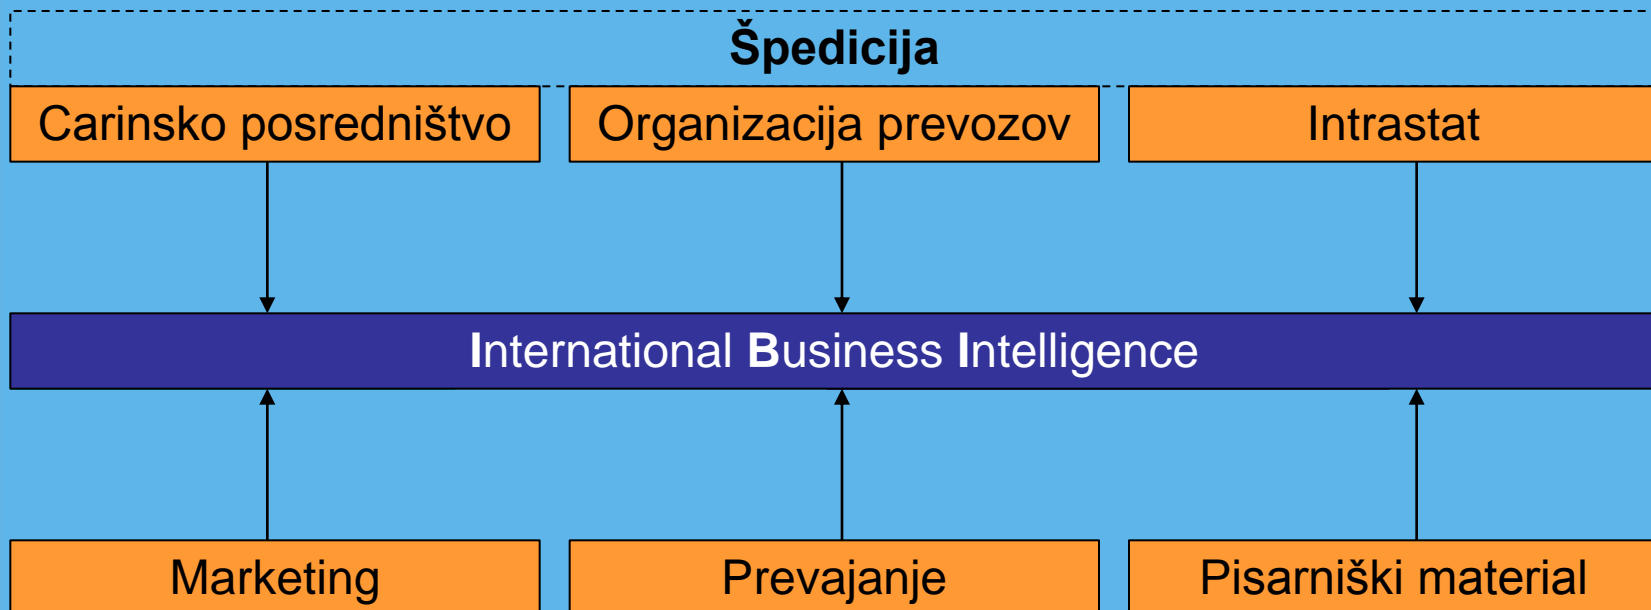 Špedicija
Carinsko posredništvo
Organizacija prevozov
Intrastat
International Business Intelligence
Marketing
Prevajanje
Pisarniški material